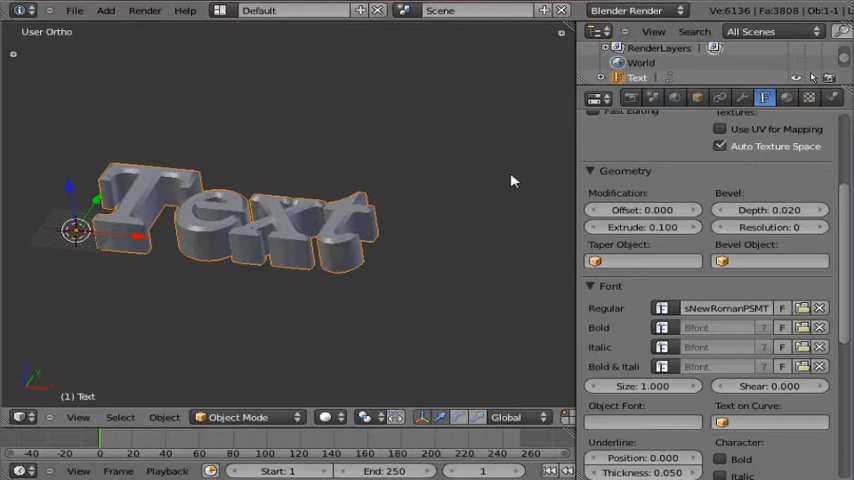 File Add Render Help Default Scene Blender Render Ve:6136 | Fa:3808 | Ob:1-1 | L
User Ortho
View Search All Scenes
RenderLayers
World
Text
Fast Editing
Textures:
Use UV for Mapping
Auto Texture Space
Geometry
Modification: Bevel:
Offset: 0.000 Depth: 0.020
Extrude: 0.100 Resolution: 0
Taper Object: Bevel Object:
Text
Font
Regular sNewRomanPSMT F
Bold Bfont 7 F
Italic Bfont 7 F
Bold & Itali Bfont 7 F
Size: 1.000 Shear: 0.000
Object Font: Text on Curve:
(1) Text
View Select Object Object Mode Global
Underline: Character:
Position: 0.000 Bold
Thickness: 0.050 Italic
-40 -20 0 20 40 60 80 100 120 140 160 180 200 220 240 260
View Frame Playback Start: 1 End: 250 1